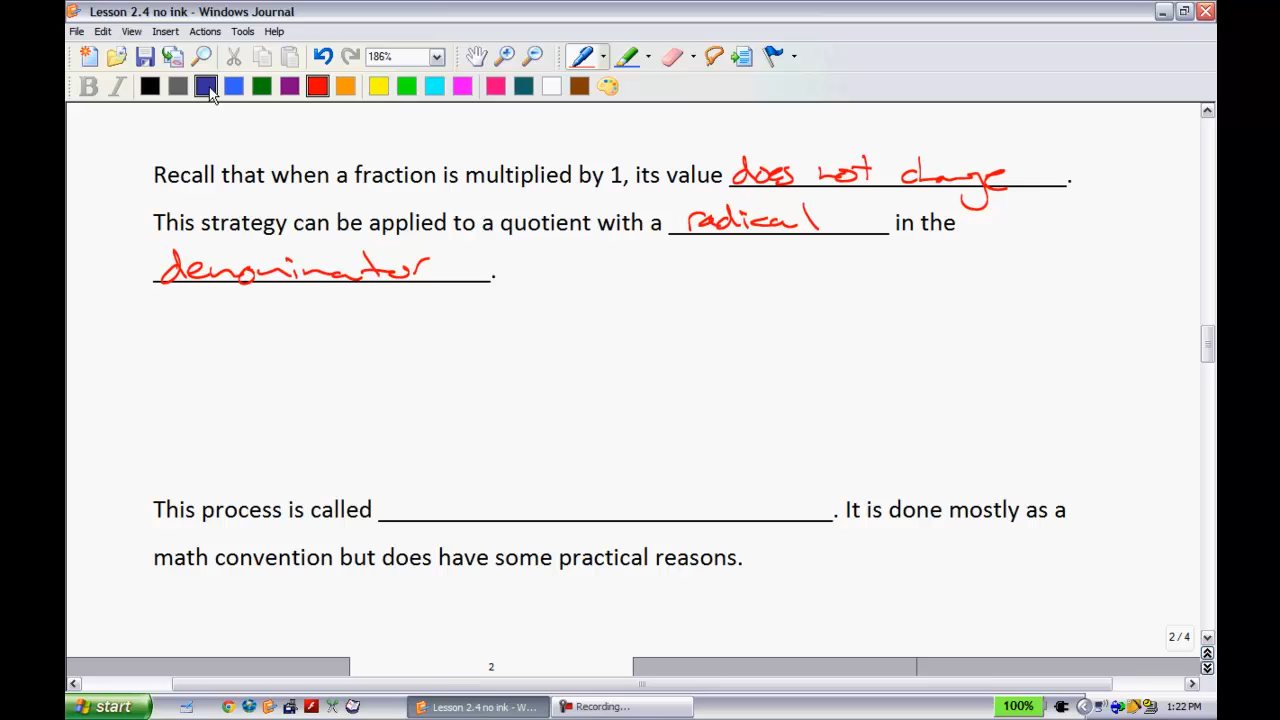 Lesson 2.4 no ink - Windows Journal
File Edit View Insert Actions Tools Help
186%
B I
Recall that when a fraction is multiplied by 1, its value does not change.
This strategy can be applied to a quotient with a radical in the
denominator.
This process is called ______. It is done mostly as a
math convention but does have some practical reasons.
2/4
2
start
Lesson 2.4 no ink - W...
Recording...
100%
1:22 PM